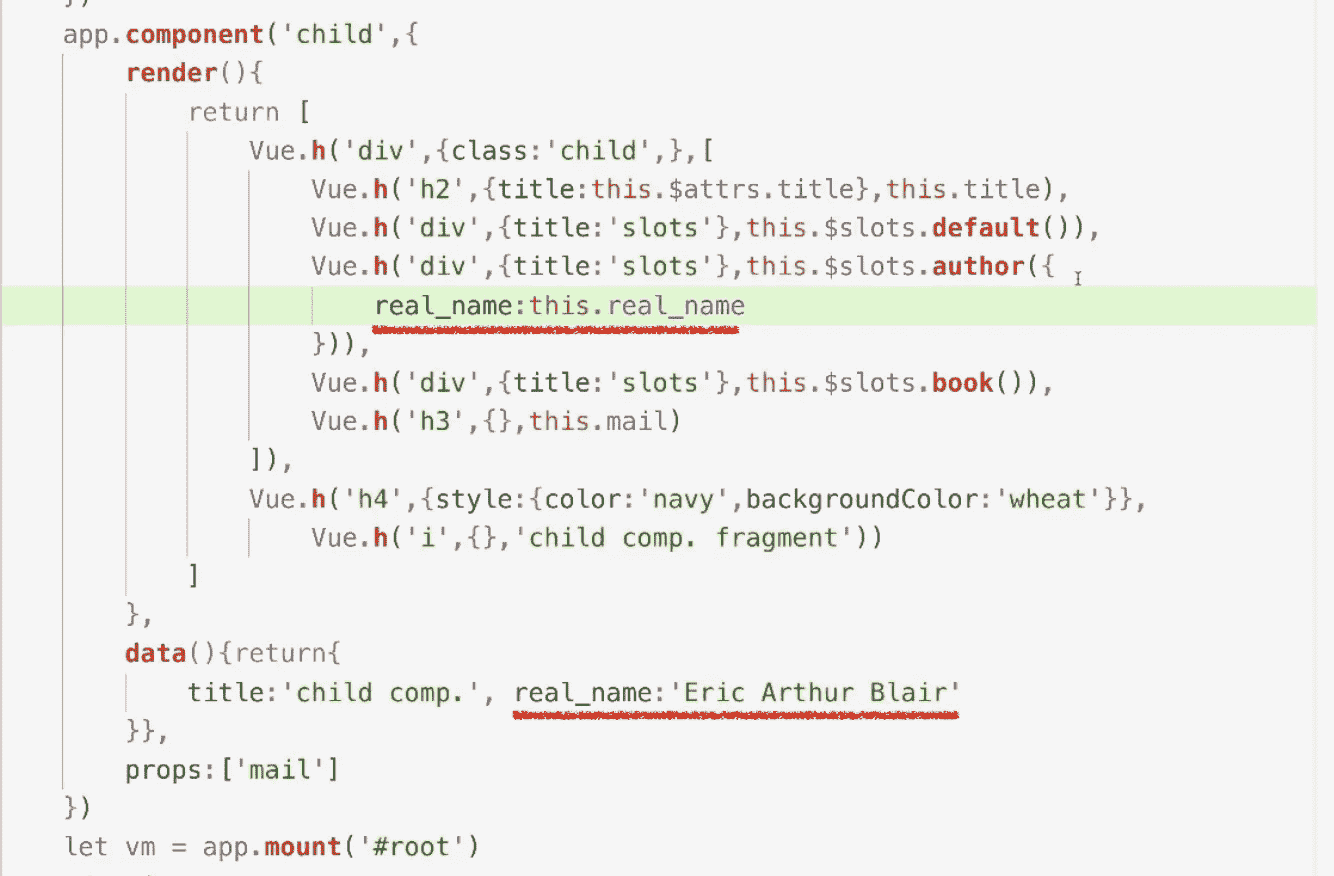 })
app.component('child',{
render(){
return [
Vue.h('div',{class:'child',},[
Vue.h('h2',{title:this.$attrs.title},this.title),
Vue.h('div',{title:'slots'},this.$slots.default()),
Vue.h('div',{title:'slots'},this.$slots.author({
real_name:this.real_name
})),
Vue.h('div',{title:'slots'},this.$slots.book()),
Vue.h('h3',{},this.mail)
]),
Vue.h('h4',{style:{color:'navy',backgroundColor:'wheat'}},
Vue.h('i',{},'child comp. fragment'))
]
},
data(){return{
title:'child comp.', real_name:'Eric Arthur Blair'
}},
props:['mail']
})
let vm = app.mount('#root')